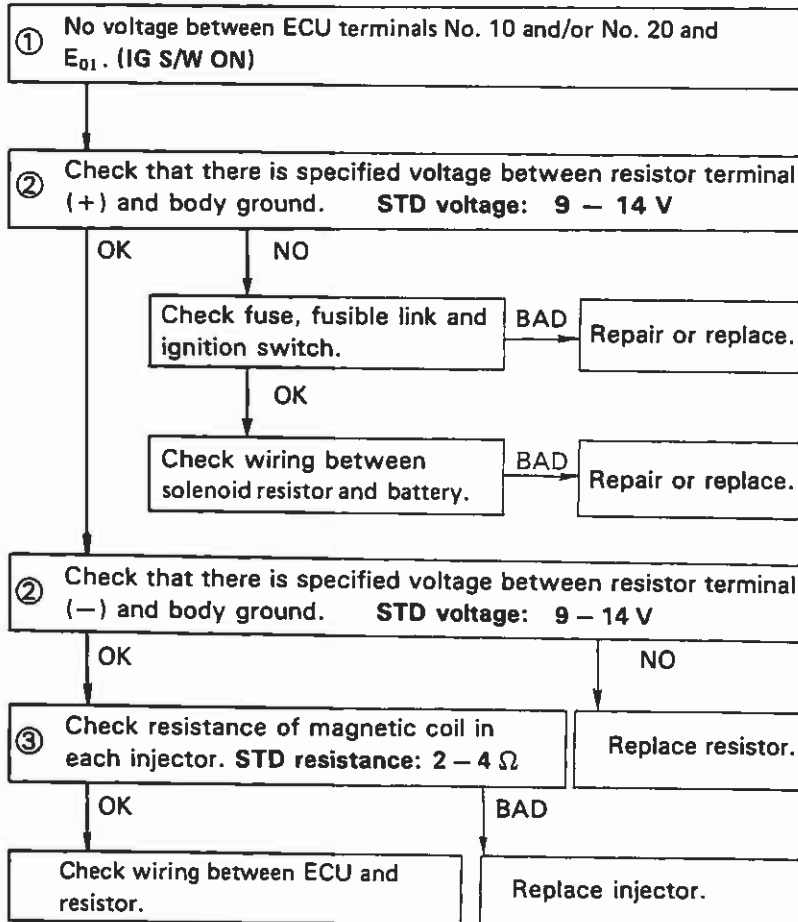 ① No voltage between ECU terminals No. 10 and/or No. 20 and
E01. (IG S/W ON)
② Check that there is specified voltage between resistor terminal
(+) and body ground. STD voltage: 9 – 14 V
OK
NO
Check fuse, fusible link and
ignition switch.
BAD
Repair or replace.
OK
Check wiring between
solenoid resistor and battery.
BAD
Repair or replace.
② Check that there is specified voltage between resistor terminal
(–) and body ground. STD voltage: 9 – 14 V
OK
NO
③ Check resistance of magnetic coil in
each injector. STD resistance: 2 – 4 Ω
Replace resistor.
OK
BAD
Check wiring between ECU and
resistor.
Replace injector.